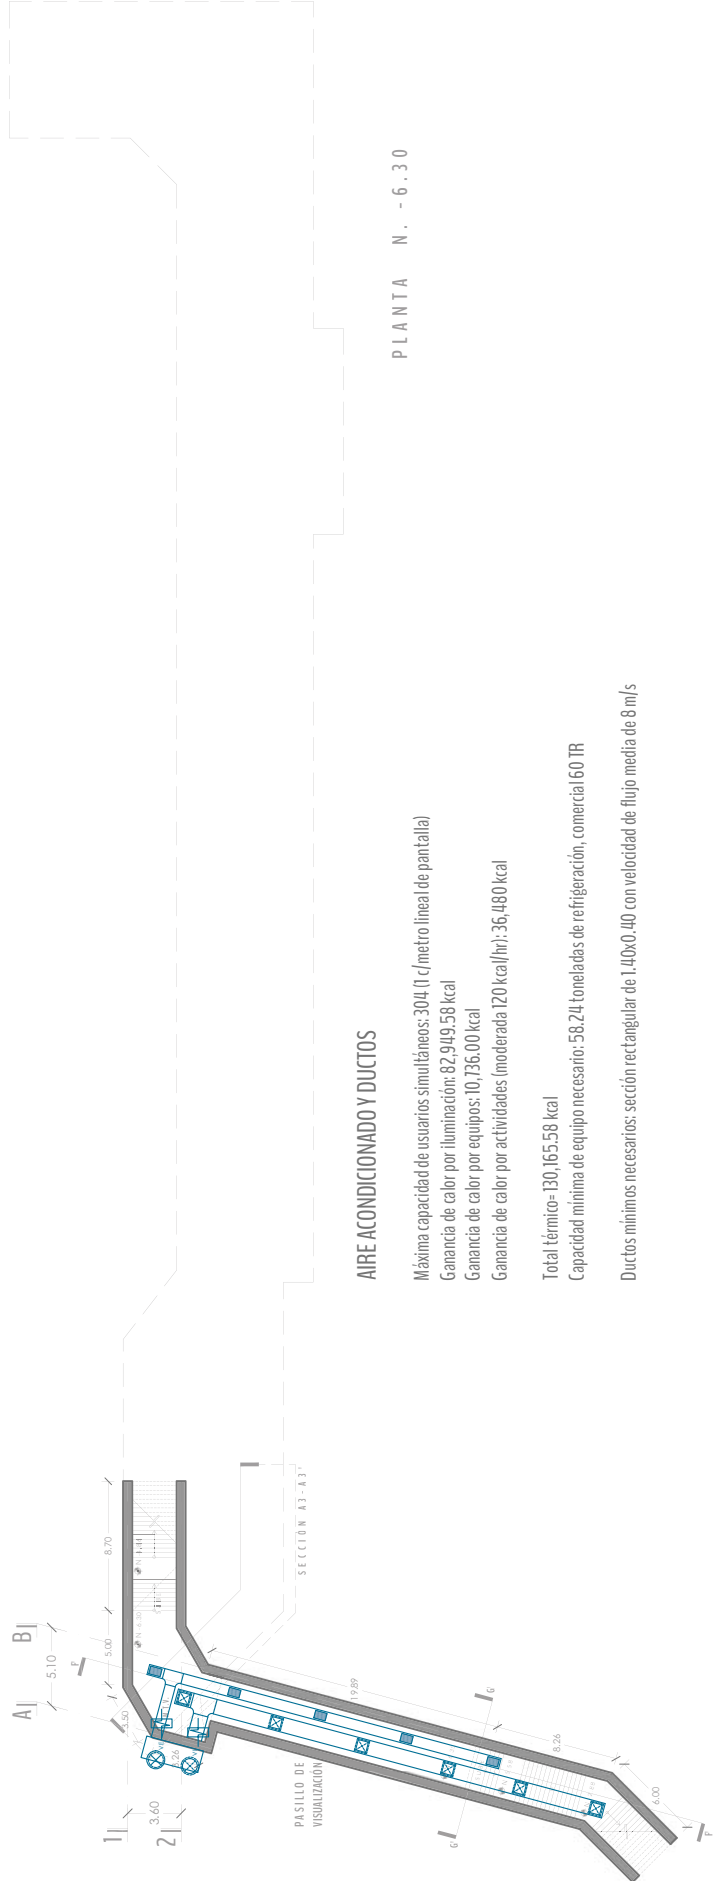 PLANTA N. -6.30
AIRE ACONDICIONADO Y DUCTOS
Máxima capacidad de usuarios simultáneos: 304 (1 c/metro lineal de pantalla)
Ganancia de calor por iluminación: 82,949.58 kcal
Ganancia de calor por equipos: 10,736.00 kcal
Ganancia de calor por actividades (moderada 120 kcal/hr): 36,480 kcal
Total térmico= 130,165.58 kcal
Capacidad mínima de equipo necesario: 58.24 toneladas de refrigeración, comercial 60 TR
Ductos mínimos necesarios: sección rectangular de 1.40x0.40 con velocidad de flujo media de 8 m/s
SECCIÓN A3-A3'
PASILLO DE
VISUALIZACIÓN
A
B
5.10
1
2
3.60
8.70
5.00
3.50
19.89
8.26
6.00
N -6.30
F
F'
G'
G'